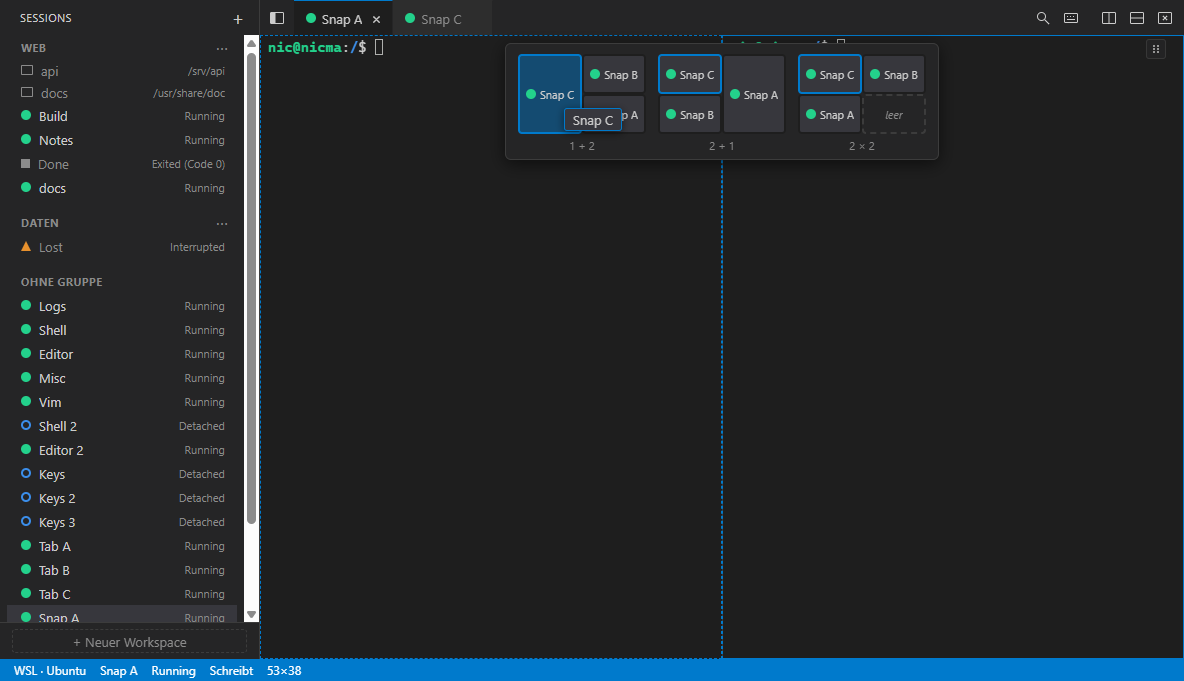 SESSIONS +
WEB ...
api /srv/api
docs /usr/share/doc
Build Running
Notes Running
Done Exited (Code 0)
docs Running
DATEN ...
Lost Interrupted
OHNE GRUPPE
Logs Running
Shell Running
Editor Running
Misc Running
Vim Running
Shell 2 Detached
Editor 2 Running
Keys Detached
Keys 2 Detached
Keys 3 Detached
Tab A Running
Tab B Running
Tab C Running
Snap A Running
+ Neuer Workspace
Snap A ×
Snap C
nic@nicma:/$
Snap C
Snap B
A
Snap C
1 + 2
Snap C
Snap B
Snap A
2 + 1
Snap C
Snap B
Snap A
leer
2 × 2
WSL · Ubuntu Snap A Running Schreibt 53×38